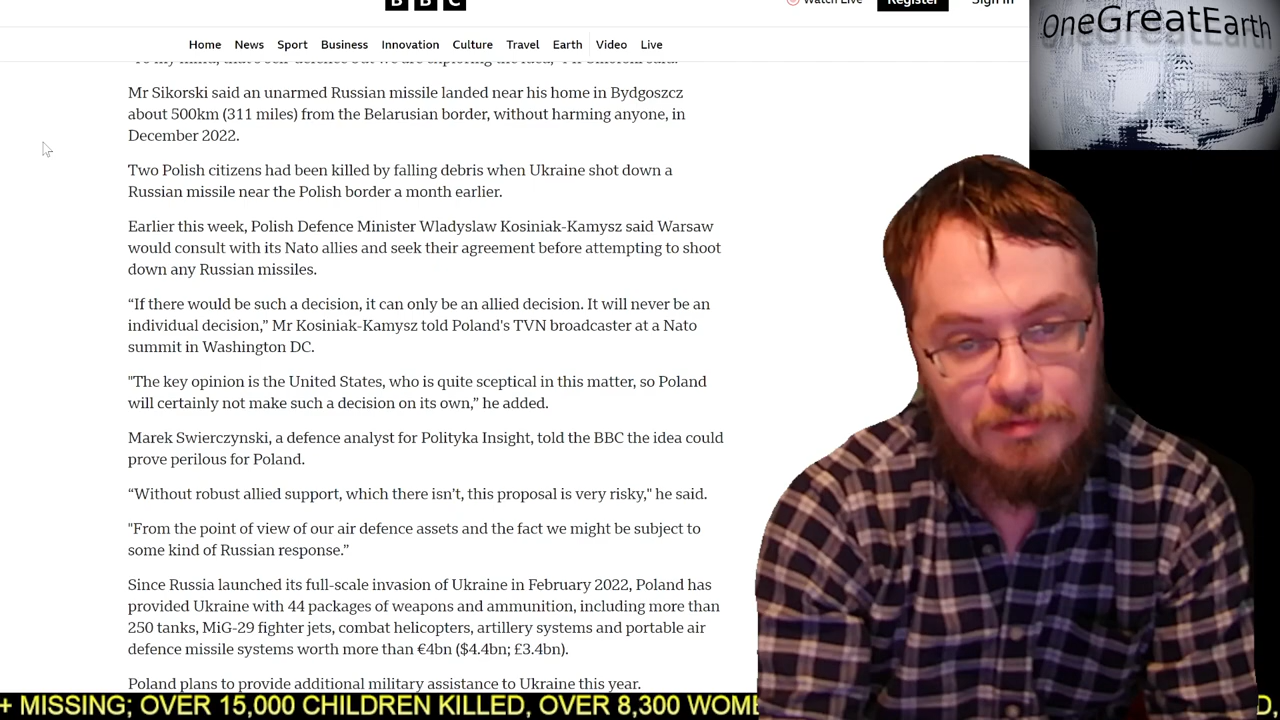 BBC
Watch Live
Register
Sign In
OneGreatEarth
Home News Sport Business Innovation Culture Travel Earth Video Live
Mr Sikorski said an unarmed Russian missile landed near his home in Bydgoszcz
about 500km (311 miles) from the Belarusian border, without harming anyone, in
December 2022.
Two Polish citizens had been killed by falling debris when Ukraine shot down a
Russian missile near the Polish border a month earlier.
Earlier this week, Polish Defence Minister Wladyslaw Kosiniak-Kamysz said Warsaw
would consult with its Nato allies and seek their agreement before attempting to shoot
down any Russian missiles.
“If there would be such a decision, it can only be an allied decision. It will never be an
individual decision,” Mr Kosiniak-Kamysz told Poland's TVN broadcaster at a Nato
summit in Washington DC.
"The key opinion is the United States, who is quite sceptical in this matter, so Poland
will certainly not make such a decision on its own,” he added.
Marek Swierczynski, a defence analyst for Polityka Insight, told the BBC the idea could
prove perilous for Poland.
“Without robust allied support, which there isn’t, this proposal is very risky," he said.
"From the point of view of our air defence assets and the fact we might be subject to
some kind of Russian response.”
Since Russia launched its full-scale invasion of Ukraine in February 2022, Poland has
provided Ukraine with 44 packages of weapons and ammunition, including more than
250 tanks, MiG-29 fighter jets, combat helicopters, artillery systems and portable air
defence missile systems worth more than €4bn ($4.4bn; £3.4bn).
Poland plans to provide additional military assistance to Ukraine this year.
+ MISSING; OVER 15,000 CHILDREN KILLED, OVER 8,300 WOME